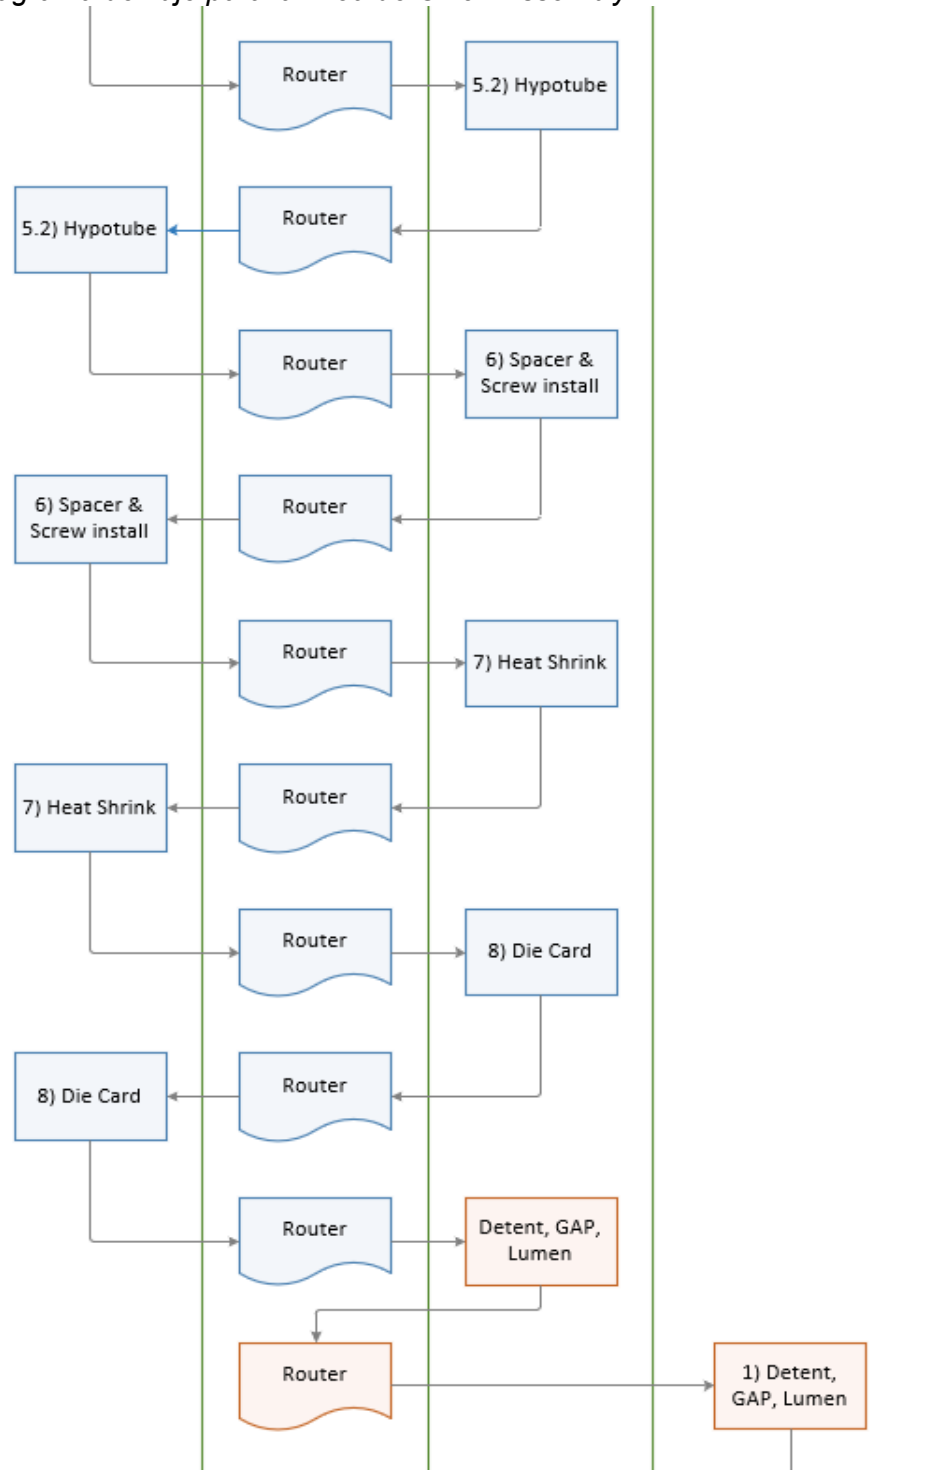 Router
5.2) Hypotube
5.2) Hypotube
Router
Router
6) Spacer &
Screw install
6) Spacer &
Screw install
Router
Router
7) Heat Shrink
7) Heat Shrink
Router
Router
8) Die Card
8) Die Card
Router
Router
Detent, GAP,
Lumen
Router
1) Detent,
GAP, Lumen